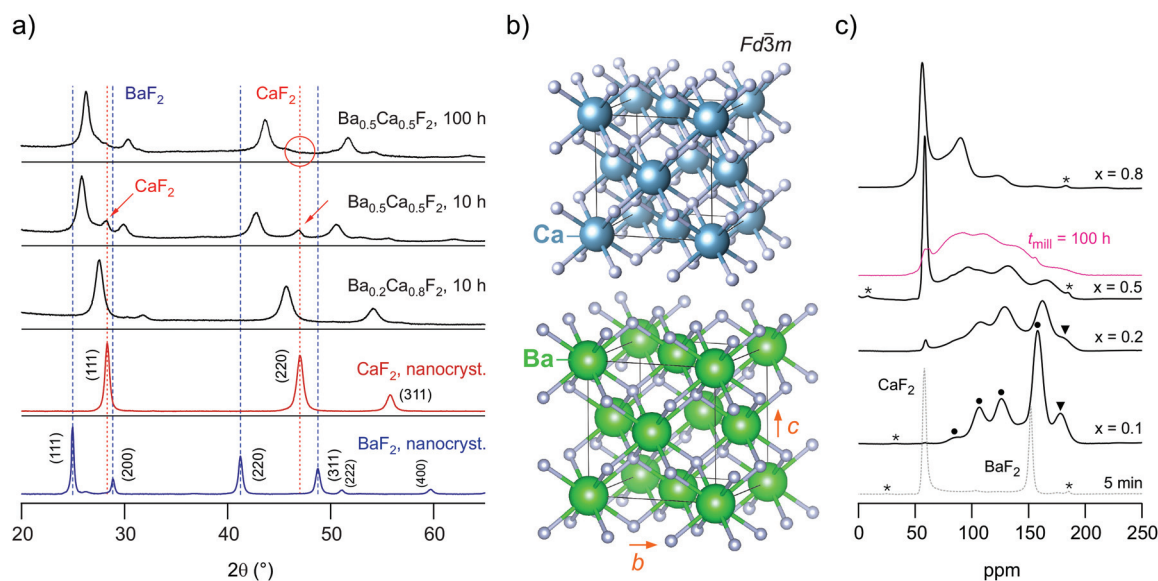 a)
BaF2
CaF2
Ba0.5Ca0.5F2, 100 h
CaF2
Ba0.5Ca0.5F2, 10 h
Ba0.2Ca0.8F2, 10 h
(111)
(220)
CaF2, nanocryst.
(311)
(111)
(200)
(220)
(311)
(222)
BaF2, nanocryst.
(400)
20
30
40
50
60
2θ (°)
b)
Fd3̅m
Ca
Ba
c
b
c)
x = 0.8
*
tmill = 100 h
* *
x = 0.5
x = 0.2
CaF2
x = 0.1
*
BaF2
5 min
* *
0
50
100
150
200
250
ppm